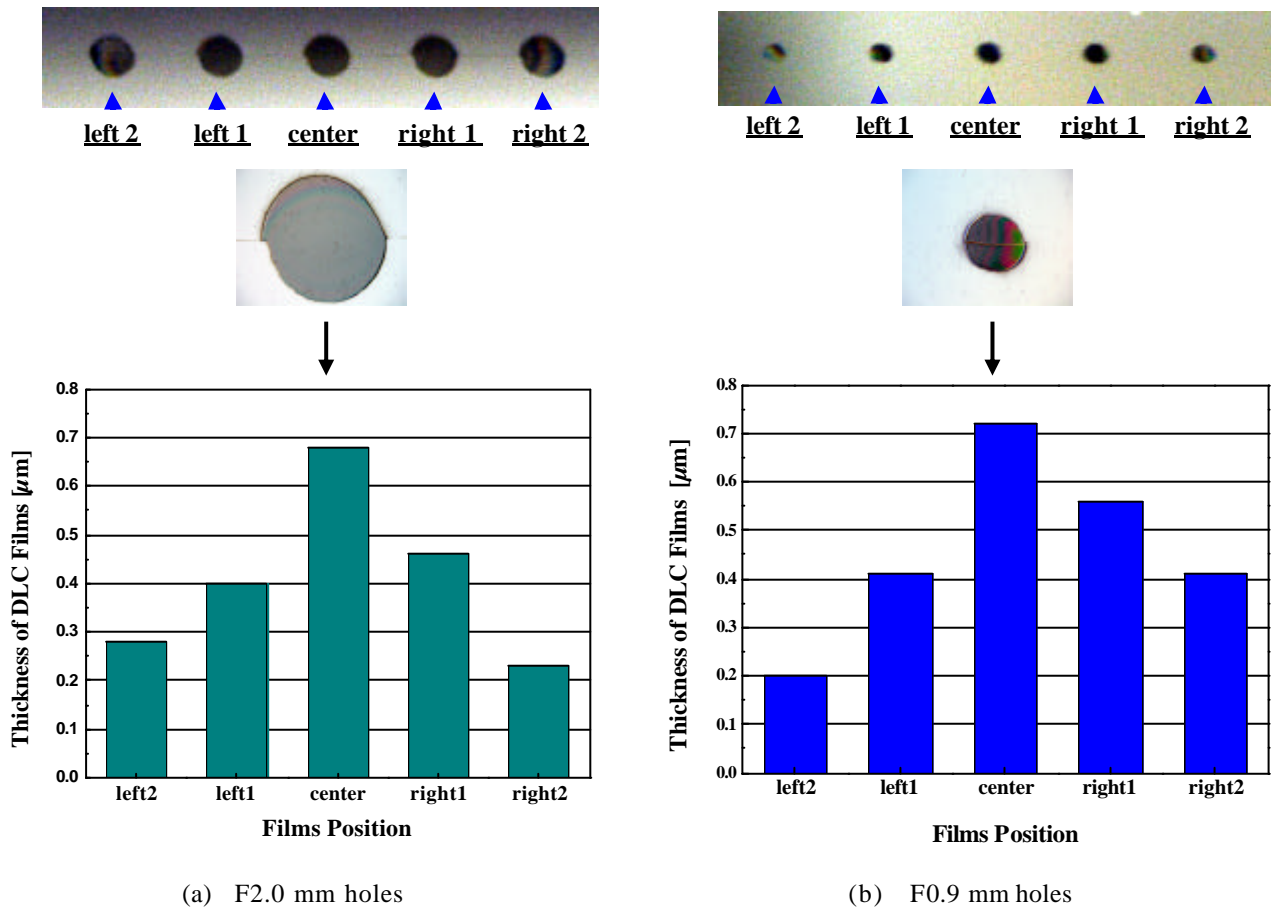 left 2 left 1 center right 1 right 2
0.8
0.7
0.6
0.5
0.4
0.3
0.2
0.1
0.0
Thickness of DLC Films [μm]
left2 left1 center right1 right2
Films Position
(a) F2.0 mm holes
left 2 left 1 center right 1 right 2
0.8
0.7
0.6
0.5
0.4
0.3
0.2
0.1
0.0
Thickness of DLC Films [μm]
left2 left1 center right1 right2
Films Position
(b) F0.9 mm holes